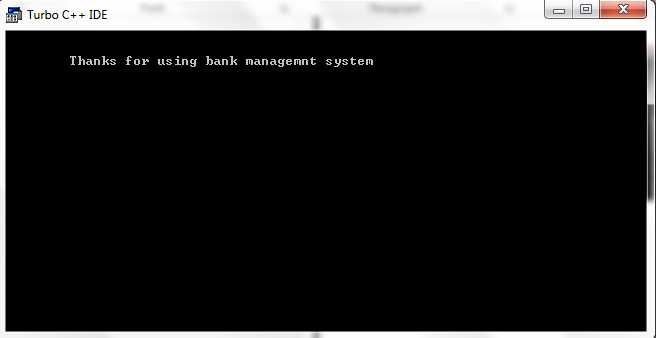 Turbo C++ IDE
Thanks for using bank managemnt system